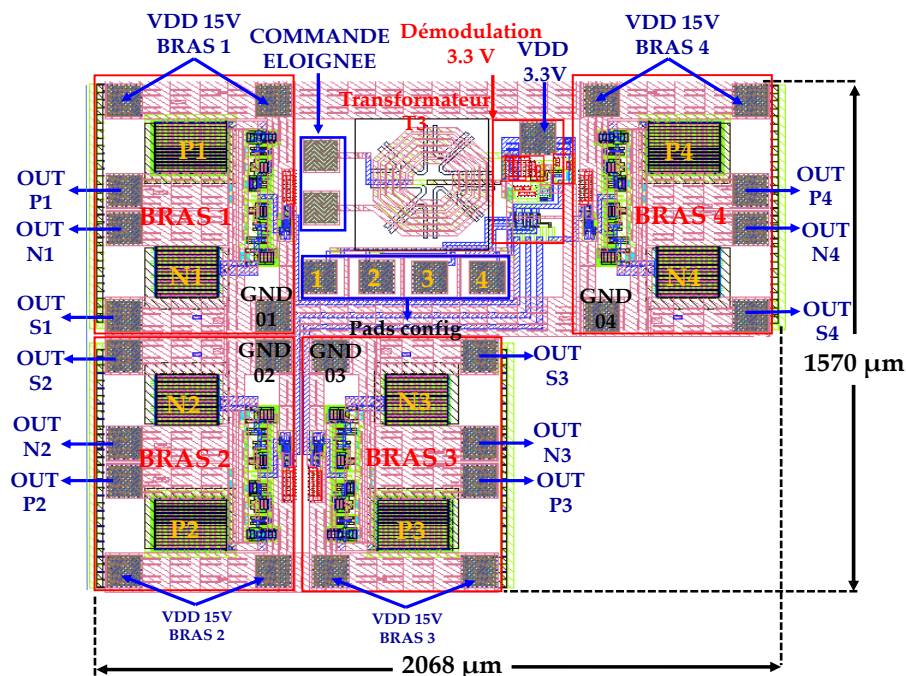 VDD 15V
BRAS 1
COMMANDE
ELOIGNEE
Démodulation
3.3 V
VDD
3.3V
VDD 15V
BRAS 4
Transformateur
T3
P1
P4
OUT
P1
BRAS 1
OUT
N1
OUT
P4
BRAS 4
OUT
N4
N1
1
2
3
4
N4
GND
01
GND
04
OUT
S1
Pads config
OUT
S4
OUT
S2
GND
02
GND
03
OUT
S3
1570 µm
N2
N3
OUT
N2
BRAS 2
BRAS 3
OUT
N3
OUT
P2
OUT
P3
P2
P3
VDD 15V
BRAS 2
VDD 15V
BRAS 3
2068 µm